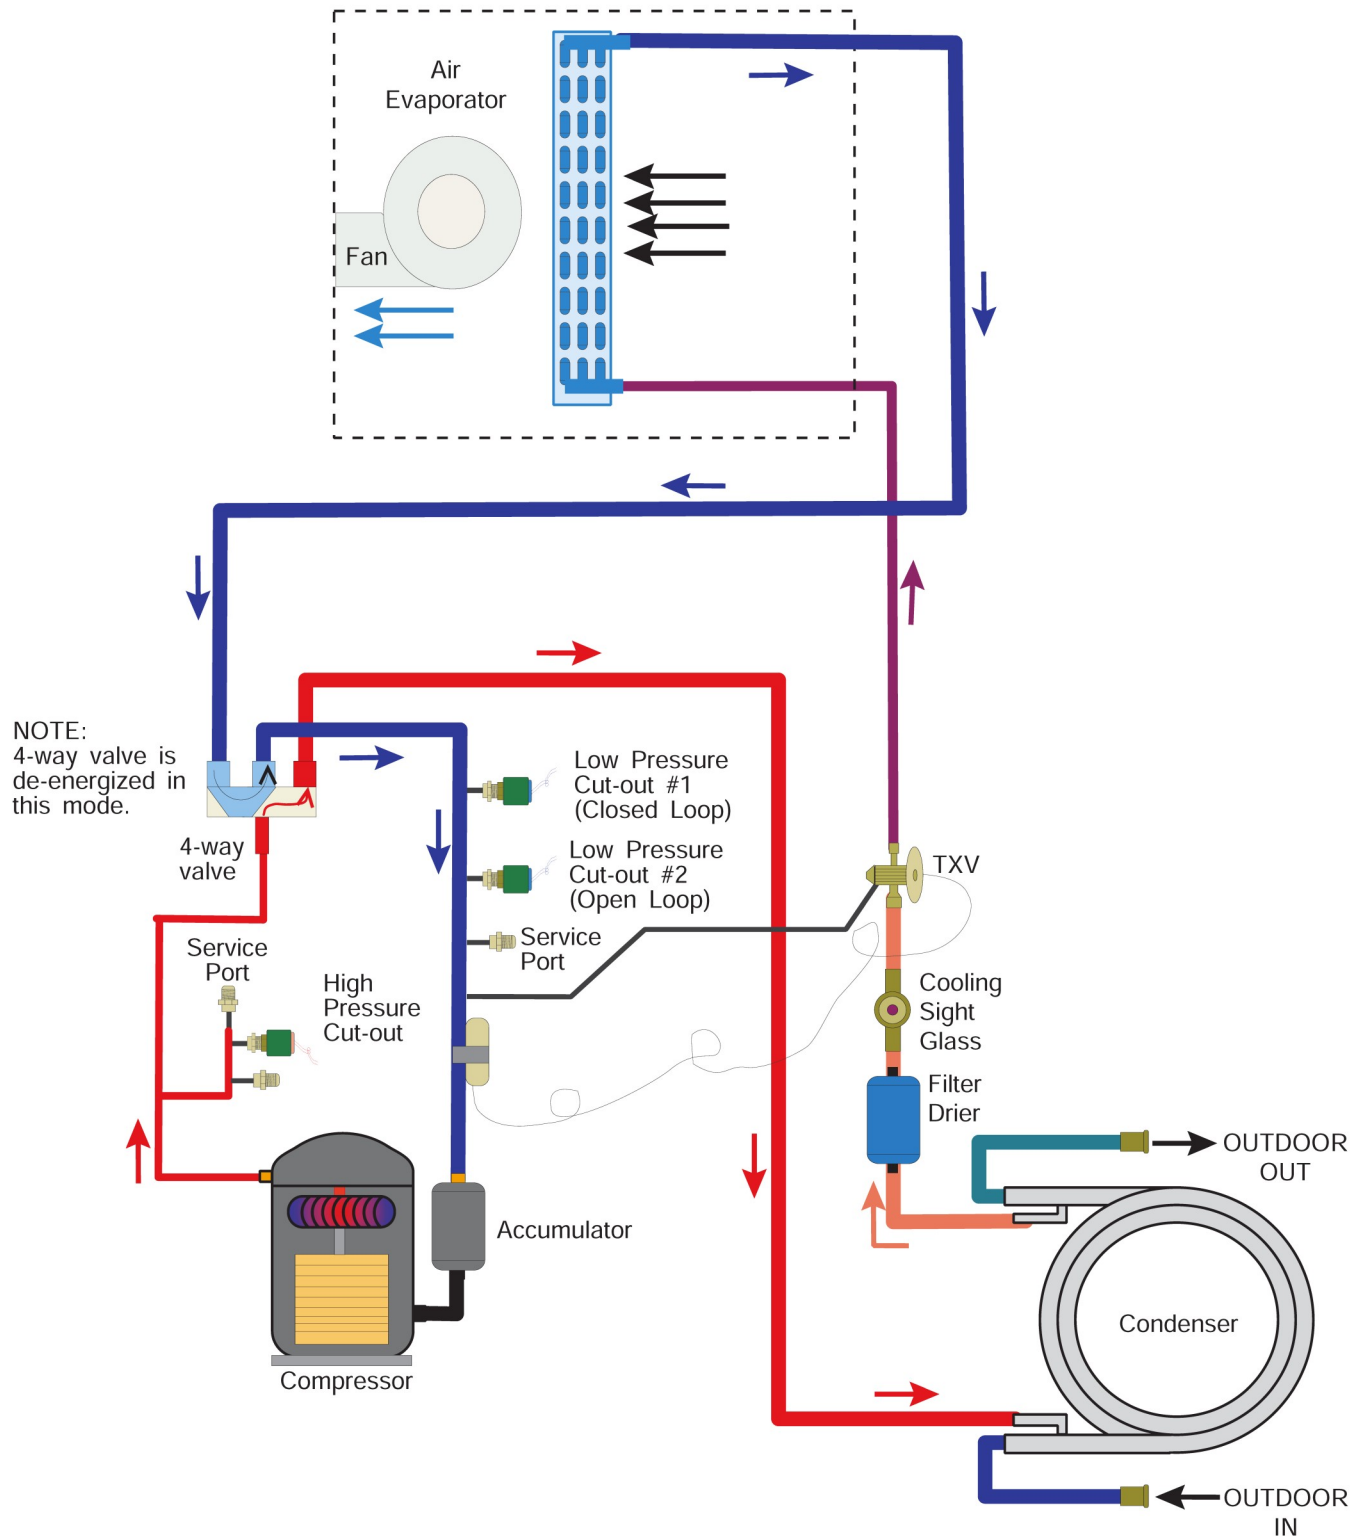 Air
Evaporator
Fan
NOTE:
4-way valve is
de-energized in
this mode.
4-way
valve
Low Pressure
Cut-out #1
(Closed Loop)
Low Pressure
Cut-out #2
(Open Loop)
TXV
Service
Port
Service
Port
High
Pressure
Cut-out
Cooling
Sight
Glass
Filter
Drier
OUTDOOR
OUT
Accumulator
Condenser
Compressor
OUTDOOR
IN